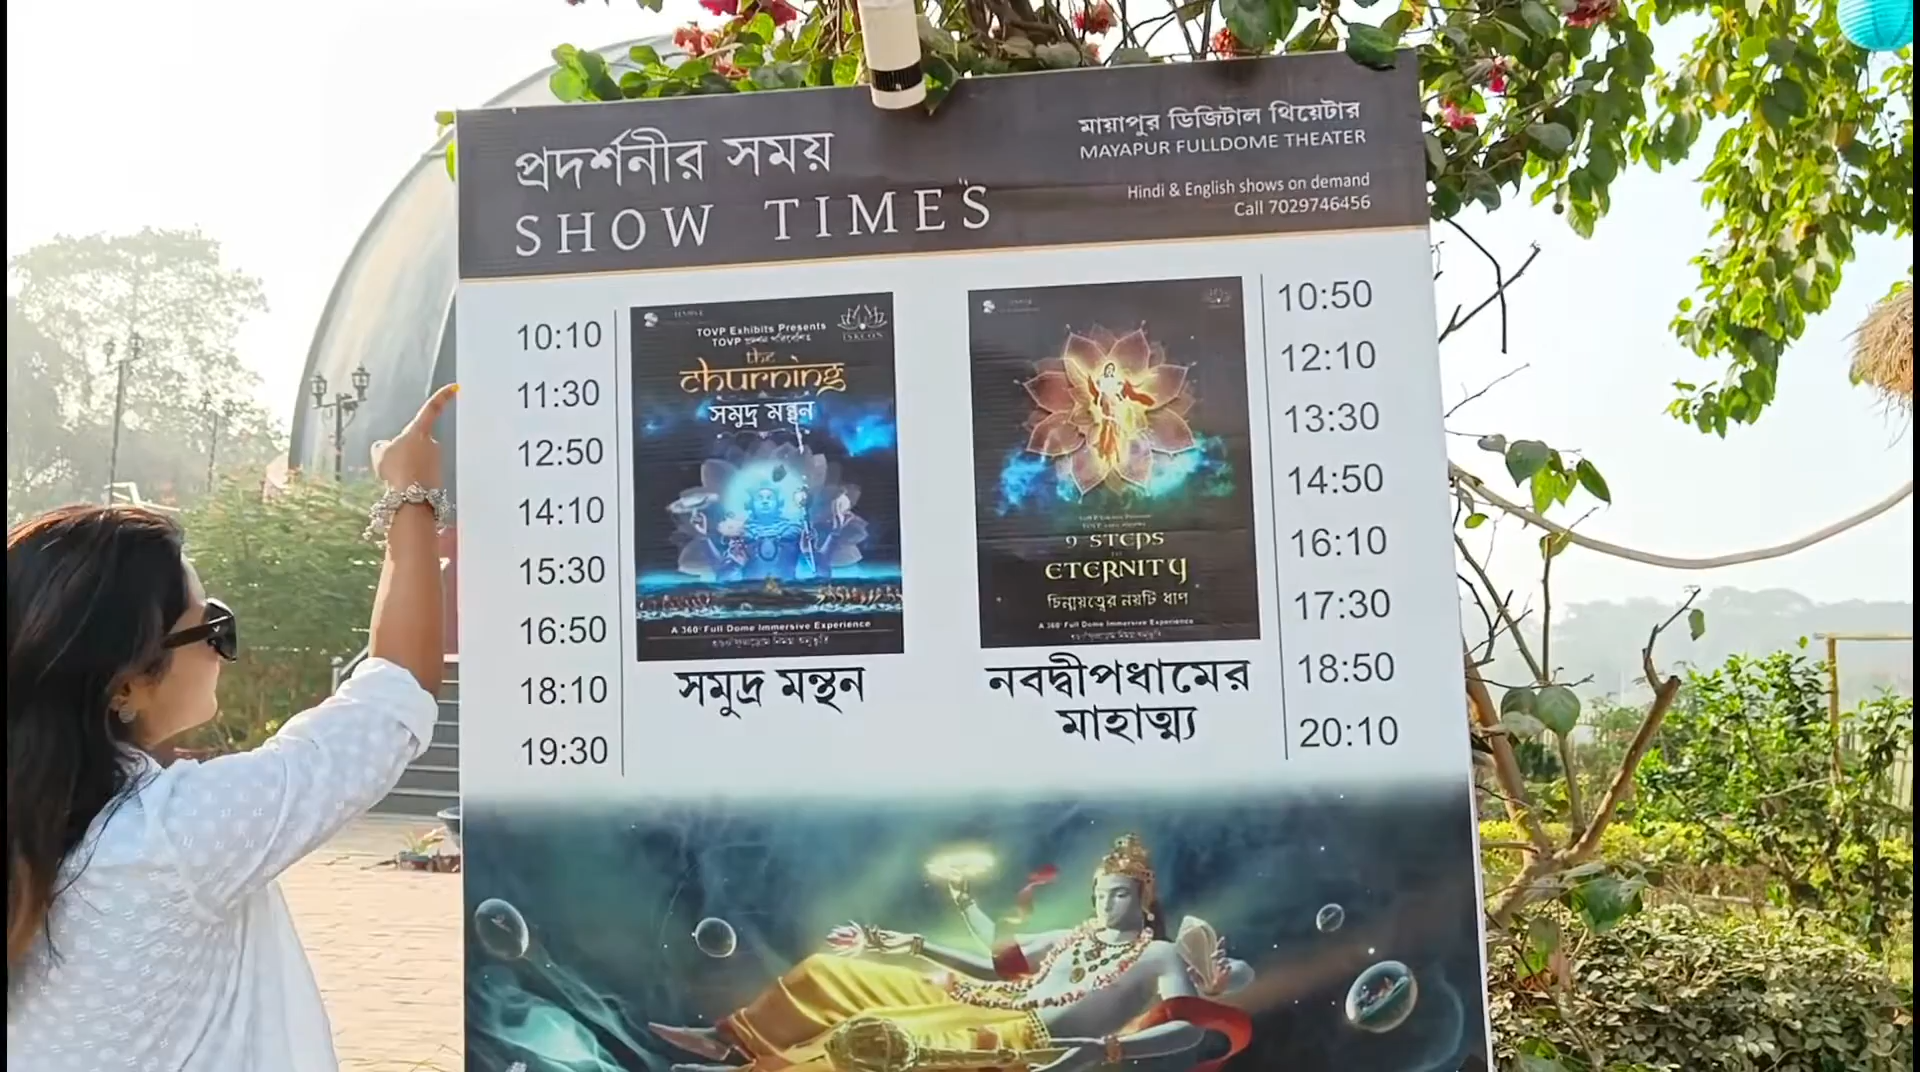 প্রদর্শনীর সময়
SHOW TIMES
মায়াপুর ডিজিটাল থিয়েটার
MAYAPUR FULLDOME THEATER
Hindi & English shows on demand
Call 7029746456
10:10
11:30
12:50
14:10
15:30
16:50
18:10
19:30
TOVP Exhibits Presents
TOVP
ISKCON
the
churning
সমুদ্র মন্থন
A 360° Full Dome Immersive Experience
সমুদ্র মন্থন
9 STEPS
TO
ETERNITY
চিন্ময়ত্বের নয়টি ধাপ
A 360° Full Dome Immersive Experience
নবদ্বীপধামের
মাহাত্ম্য
10:50
12:10
13:30
14:50
16:10
17:30
18:50
20:10